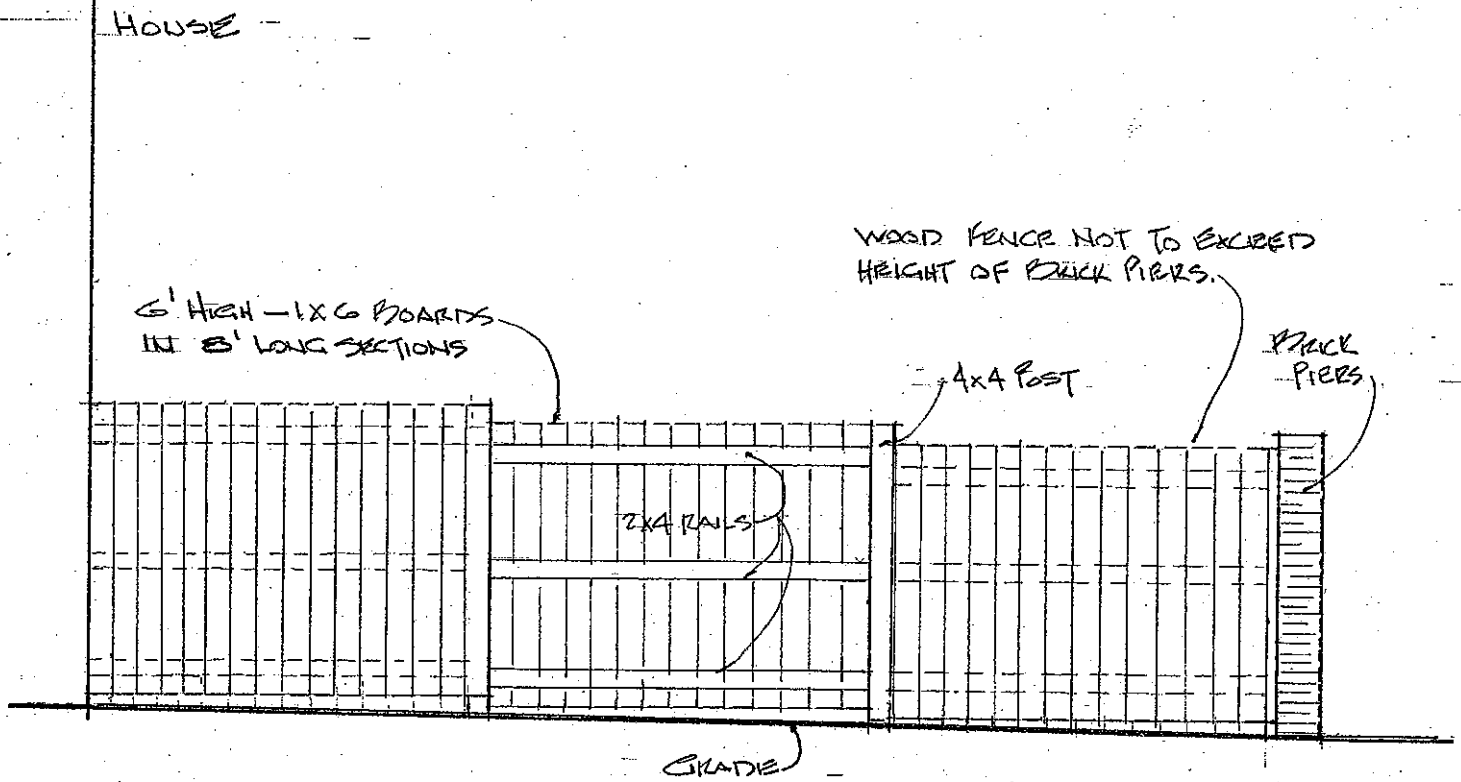 HOUSE
WOOD FENCE NOT TO EXCEED
HEIGHT OF BRICK PIERS.
6' HIGH - 1X6 BOARDS
IN 8' LONG SECTIONS
BRICK
PIERS
4x4 POST
2X4 RAILS
GRADE